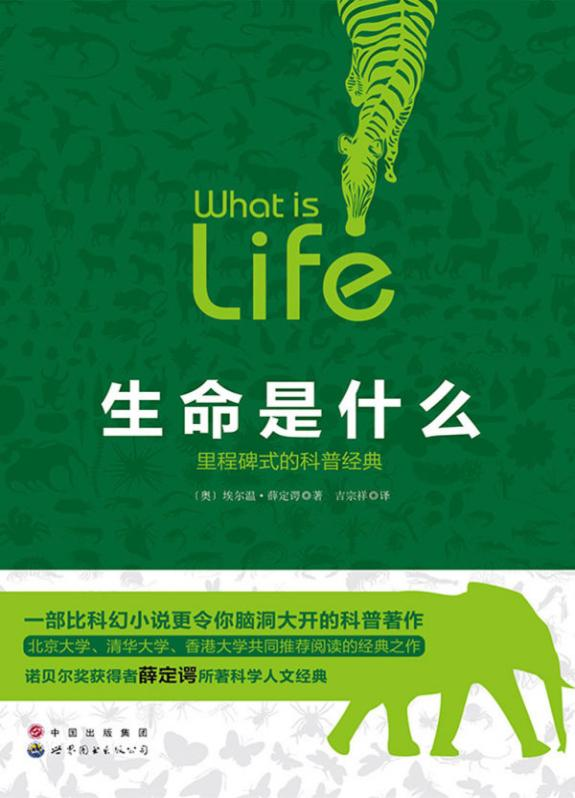 What is
Life
生命是什么
里程碑式的科普经典
〔奥〕埃尔温·薛定谔◎著 吉宗祥◎译
一部比科幻小说更令你脑洞大开的科普著作
北京大学、清华大学、香港大学共同推荐阅读的经典之作
诺贝尔奖获得者薛定谔所著科学人文经典
中国出版集团
世界图书出版公司